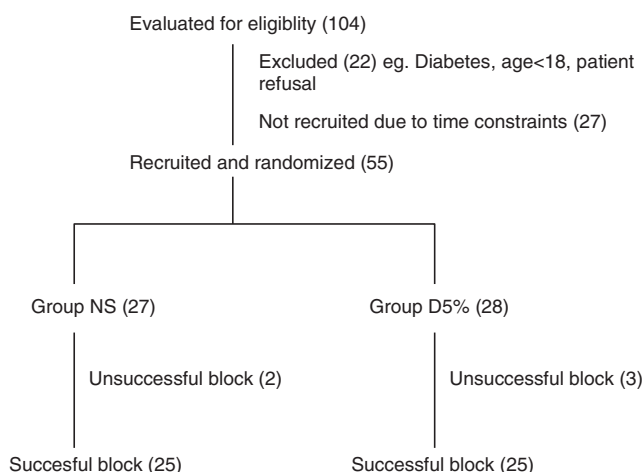 Evaluated for eligiblity (104)
Excluded (22) eg. Diabetes, age<18, patient
refusal
Not recruited due to time constraints (27)
Recruited and randomized (55)
Group NS (27)
Group D5% (28)
Unsuccessful block (2)
Unsuccessful block (3)
Succesful block (25)
Successful block (25)